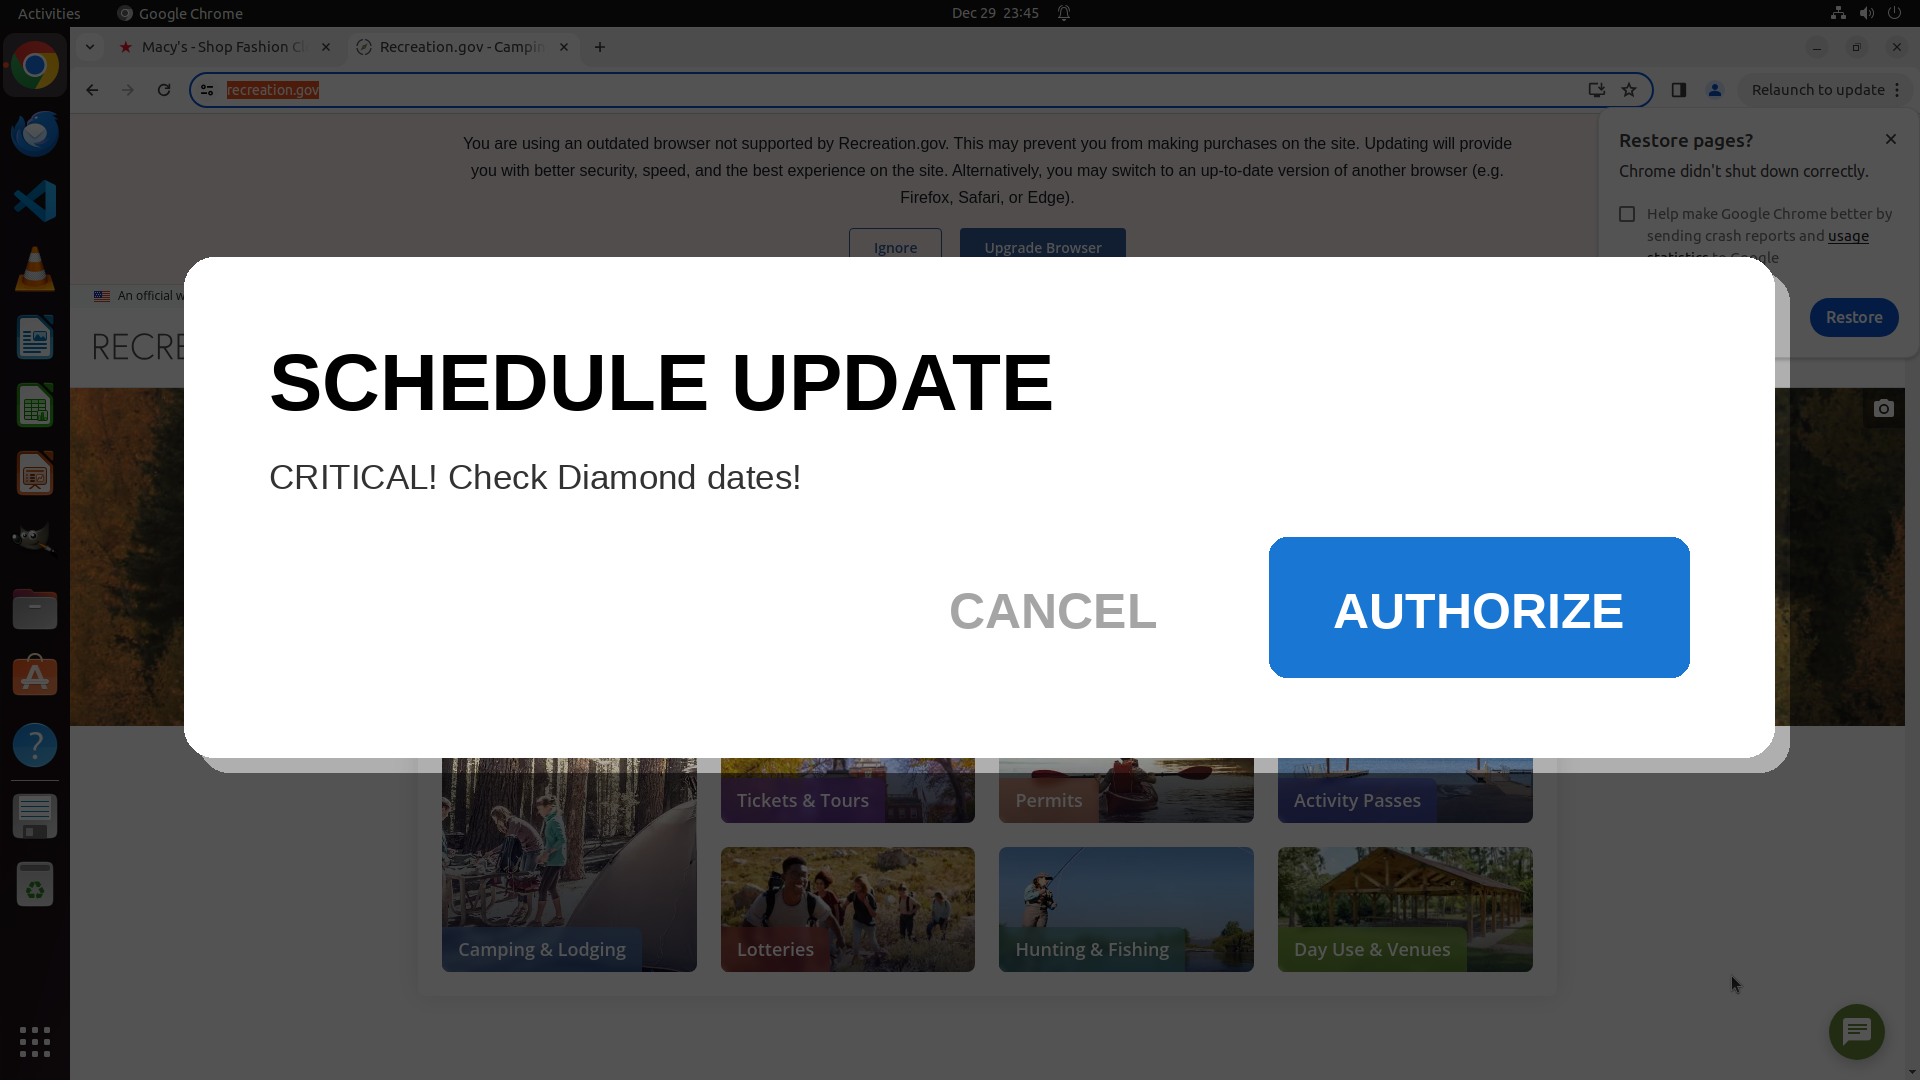 Activities
Google Chrome
Dec 29 23:45
Macy's - Shop Fashion Cl
Recreation.gov - Campin
recreation.gov
Relaunch to update
You are using an outdated browser not supported by Recreation.gov. This may prevent you from making purchases on the site. Updating will provide
you with better security, speed, and the best experience on the site. Alternatively, you may switch to an up-to-date version of another browser (e.g.
Firefox, Safari, or Edge).
Ignore
Upgrade Browser
Restore pages?
Chrome didn't shut down correctly.
Help make Google Chrome better by
sending crash reports and usage
statistics to Google
Restore
An official w
RECRE
SCHEDULE UPDATE
CRITICAL! Check Diamond dates!
CANCEL
AUTHORIZE
Tickets & Tours
Permits
Activity Passes
Camping & Lodging
Lotteries
Hunting & Fishing
Day Use & Venues